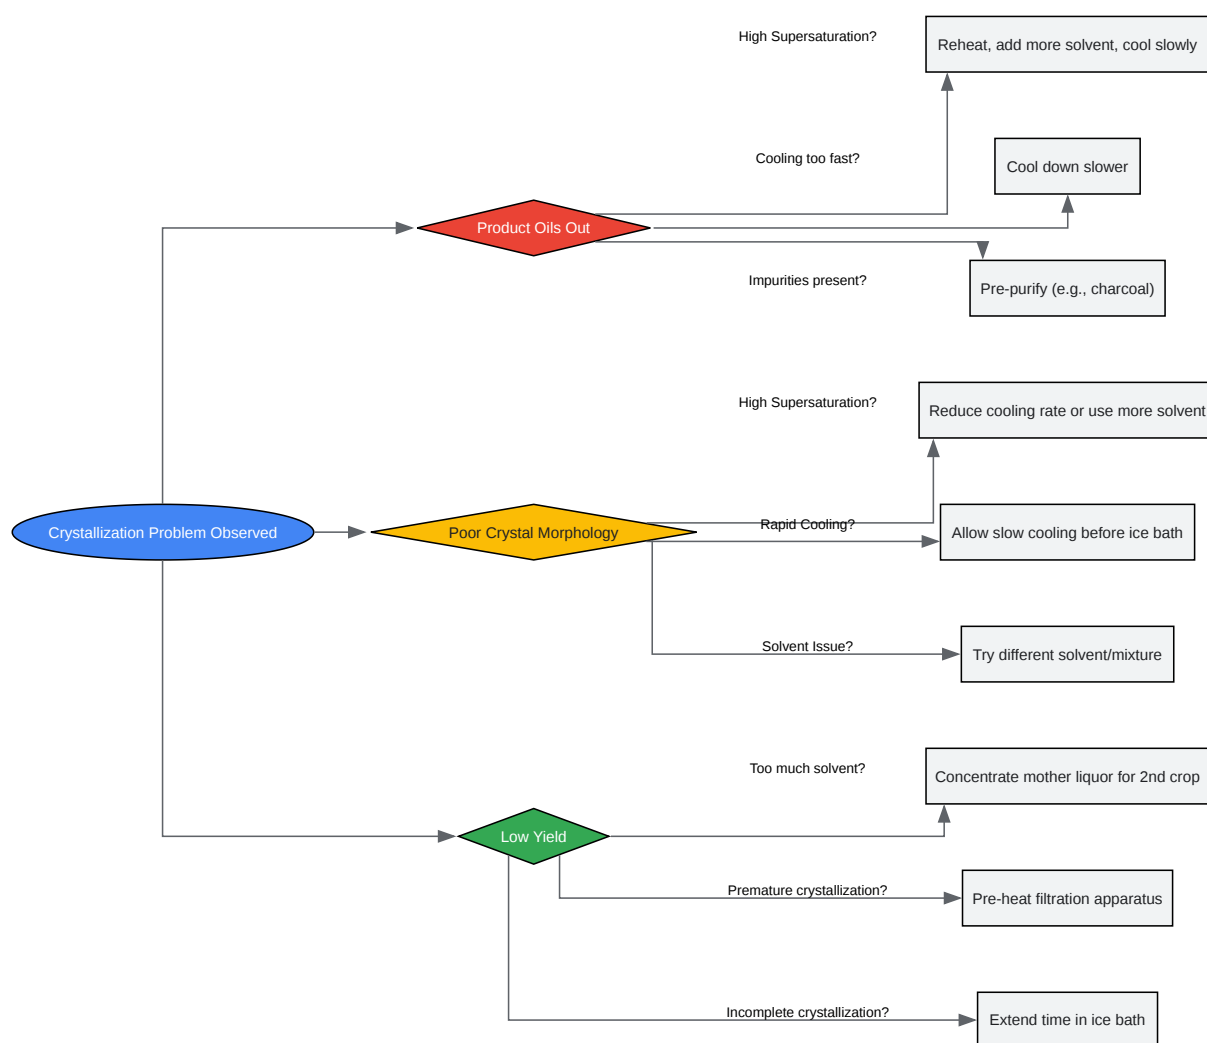 High Supersaturation?
Reheat, add more solvent, cool slowly
Cooling too fast?
Cool down slower
Product Oils Out
Impurities present?
Pre-purify (e.g., charcoal)
High Supersaturation?
Reduce cooling rate or use more solvent
Crystallization Problem Observed
Poor Crystal Morphology
Rapid Cooling?
Allow slow cooling before ice bath
Solvent Issue?
Try different solvent/mixture
Too much solvent?
Concentrate mother liquor for 2nd crop
Low Yield
Premature crystallization?
Pre-heat filtration apparatus
Incomplete crystallization?
Extend time in ice bath